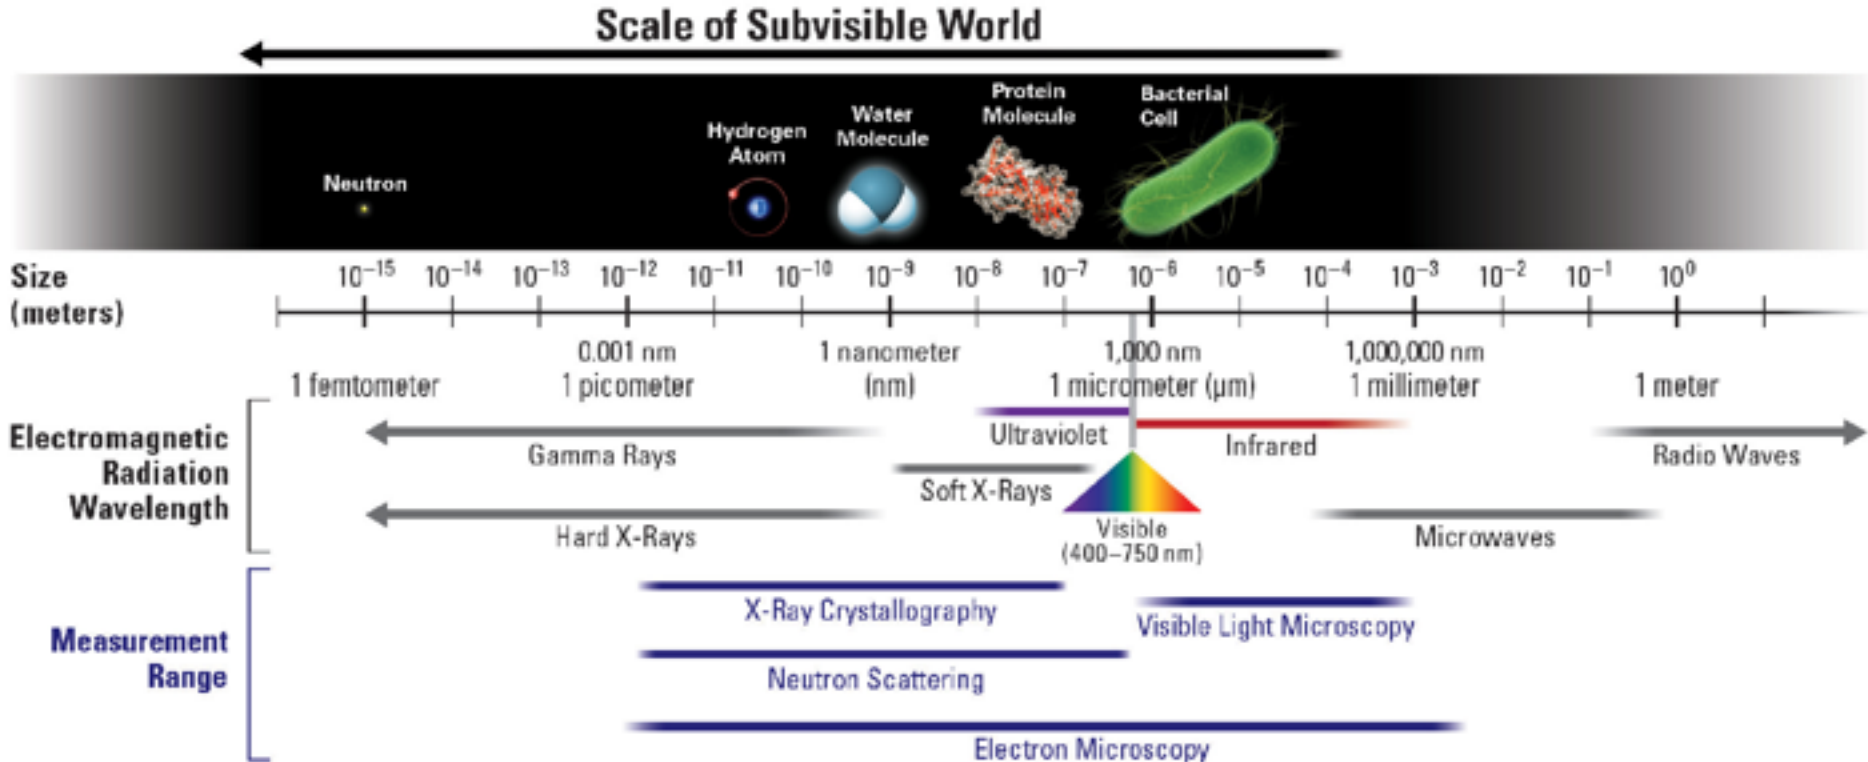 Scale of Subvisible World
Neutron
Hydrogen
Atom
Water
Molecule
Protein
Molecule
Bacterial
Cell
Size
(meters)
10⁻¹⁵ 10⁻¹⁴ 10⁻¹³ 10⁻¹² 10⁻¹¹ 10⁻¹⁰ 10⁻⁹ 10⁻⁸ 10⁻⁷ 10⁻⁶ 10⁻⁵ 10⁻⁴ 10⁻³ 10⁻² 10⁻¹ 10⁰
0.001 nm 1 nanometer 1,000 nm 1,000,000 nm
1 femtometer 1 picometer (nm) 1 micrometer (µm) 1 millimeter 1 meter
Electromagnetic
Radiation
Wavelength
Gamma Rays
Ultraviolet
Infrared
Radio Waves
Soft X-Rays
Hard X-Rays
Visible
(400–750 nm)
Microwaves
Measurement
Range
X-Ray Crystallography
Visible Light Microscopy
Neutron Scattering
Electron Microscopy